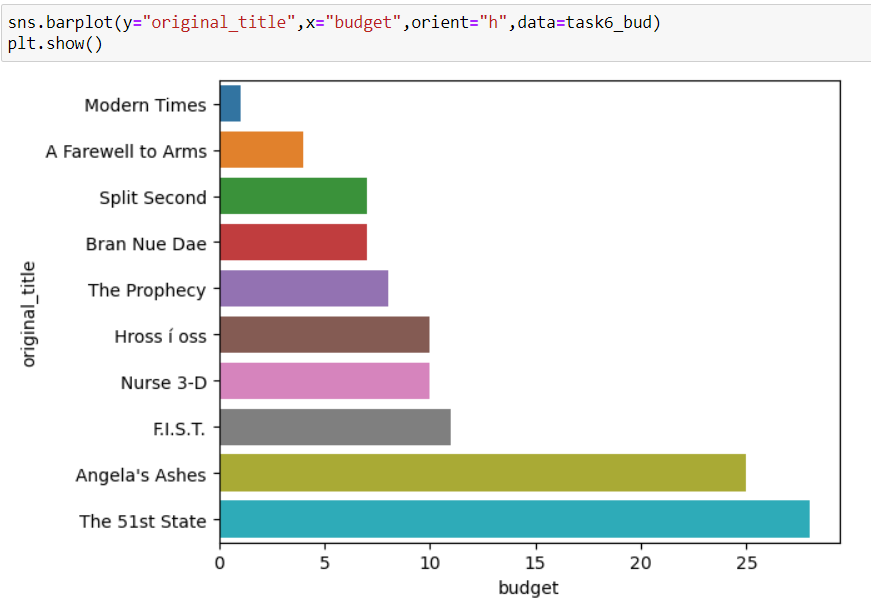 sns.barplot(y="original_title",x="budget",orient="h",data=task6_bud)
plt.show()
Modern Times
A Farewell to Arms
Split Second
Bran Nue Dae
The Prophecy
Hross í oss
Nurse 3-D
F.I.S.T.
Angela's Ashes
The 51st State
original_title
0 5 10 15 20 25
budget